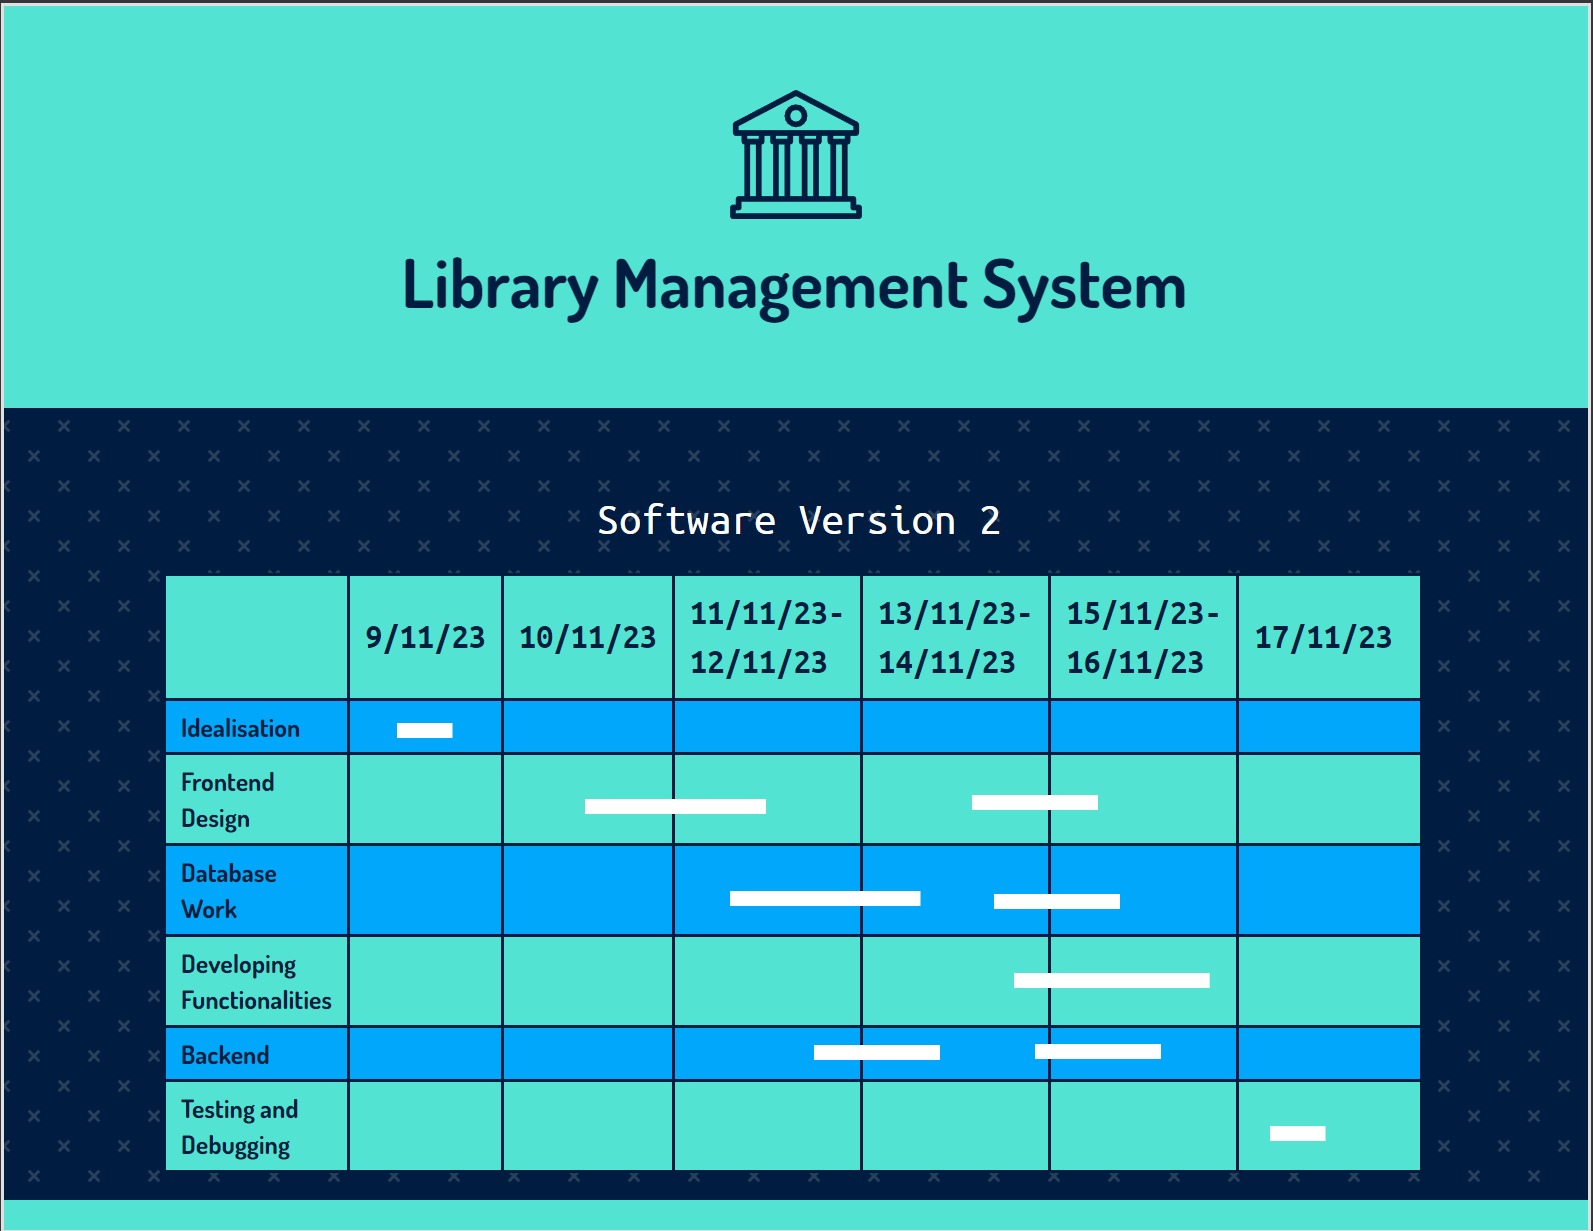 Library Management System
Software Version 2
9/11/23
10/11/23
11/11/23-
12/11/23
13/11/23-
14/11/23
15/11/23-
16/11/23
17/11/23
Idealisation
Frontend
Design
Database
Work
Developing
Functionalities
Backend
Testing and
Debugging